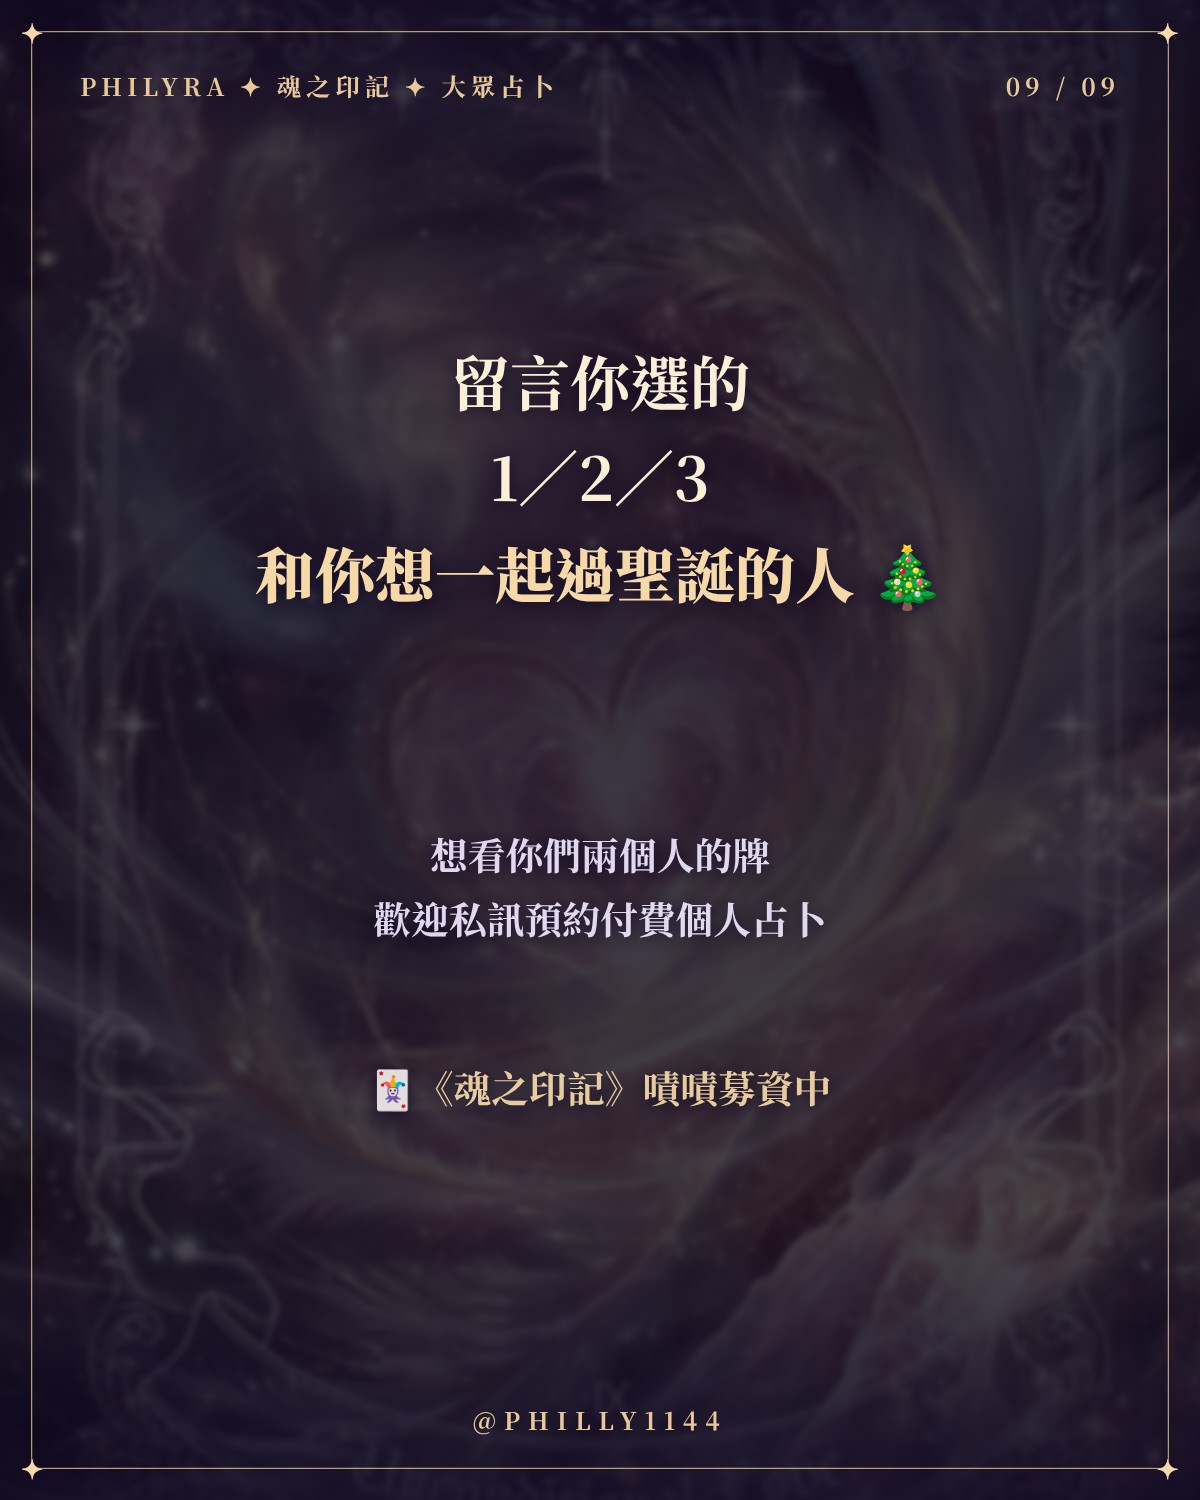 PHILYRA ✦ 魂之印記 ✦ 大眾占卜
09 / 09
留言你選的
1／2／3
和你想一起過聖誕的人 🎄
想看你們兩個人的牌
歡迎私訊預約付費個人占卜
🃏《魂之印記》嘖嘖募資中
@PHILLY1144